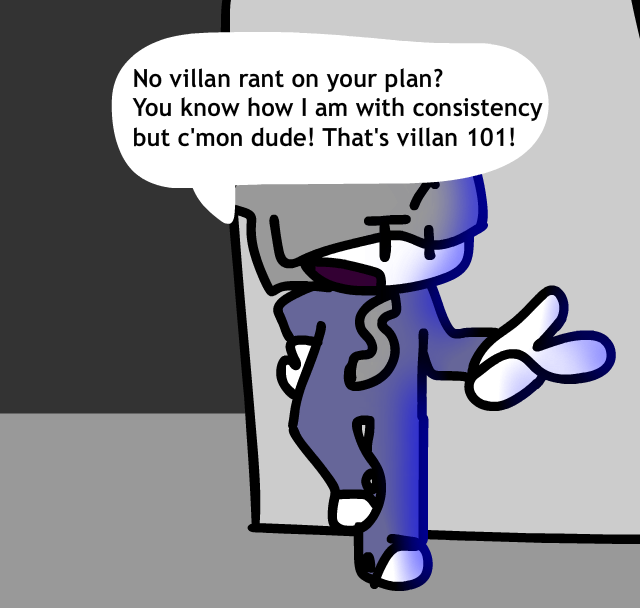 No villan rant on your plan?
You know how I am with consistency
but c'mon dude! That's villan 101!